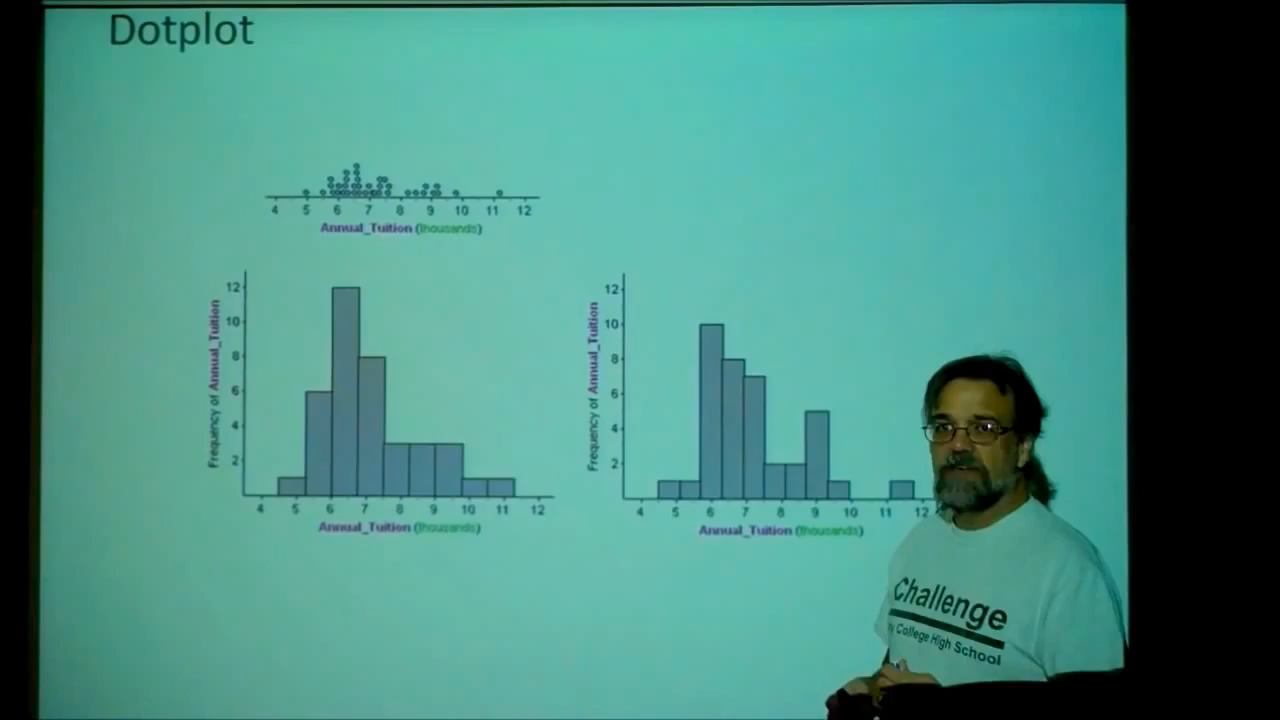 Dotplot
4 5 6 7 8 9 10 11 12
Annual_Tuition (thousands)
Frequency of Annual_Tuition
12
10
8
6
4
2
4 5 6 7 8 9 10 11 12
Annual_Tuition (thousands)
Frequency of Annual_Tuition
12
10
8
6
4
2
4 5 6 7 8 9 10 11 12
Annual_Tuition (thousands)
Challenge
College High School